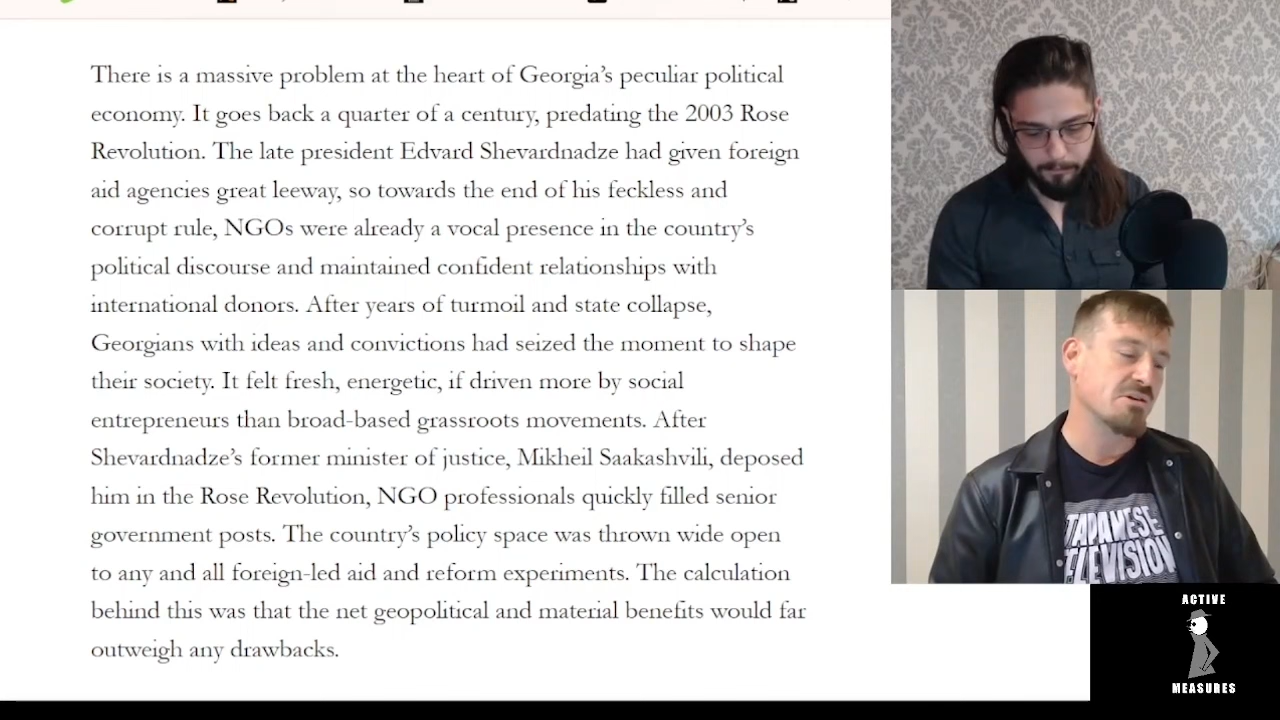 There is a massive problem at the heart of Georgia’s peculiar political
economy. It goes back a quarter of a century, predating the 2003 Rose
Revolution. The late president Edvard Shevardnadze had given foreign
aid agencies great leeway, so towards the end of his feckless and
corrupt rule, NGOs were already a vocal presence in the country’s
political discourse and maintained confident relationships with
international donors. After years of turmoil and state collapse,
Georgians with ideas and convictions had seized the moment to shape
their society. It felt fresh, energetic, if driven more by social
entrepreneurs than broad-based grassroots movements. After
Shevardnadze’s former minister of justice, Mikheil Saakashvili, deposed
him in the Rose Revolution, NGO professionals quickly filled senior
government posts. The country’s policy space was thrown wide open
to any and all foreign-led aid and reform experiments. The calculation
behind this was that the net geopolitical and material benefits would far
outweigh any drawbacks.
JAPANESE
TELEVISION
ACTIVE
MEASURES